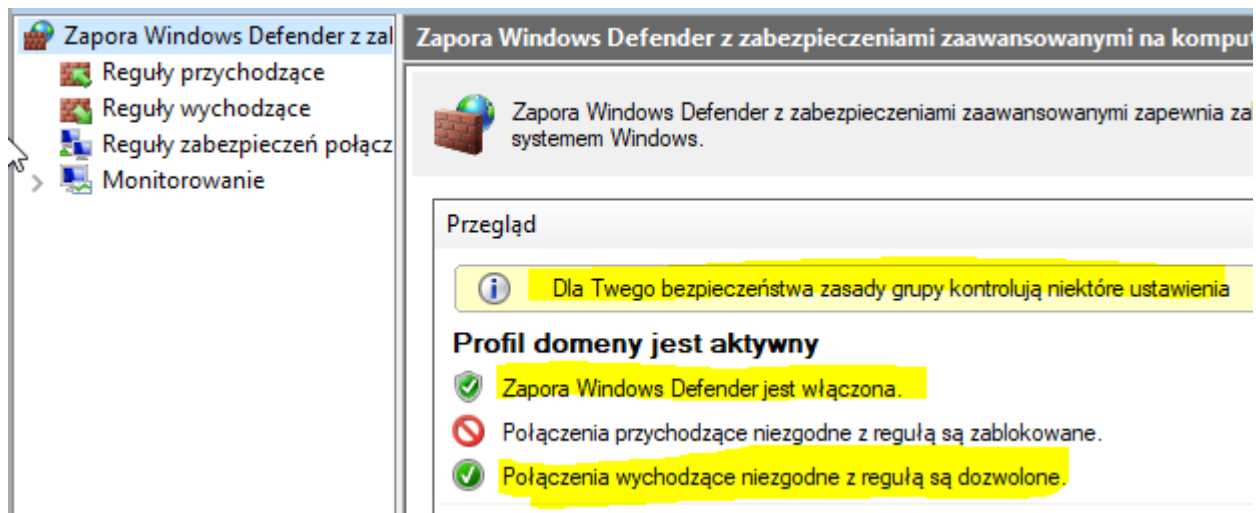 Zapora Windows Defender z zal
Reguły przychodzące
Reguły wychodzące
Reguły zabezpieczeń połącz
Monitorowanie
Zapora Windows Defender z zabezpieczeniami zaawansowanymi na komput
Zapora Windows Defender z zabezpieczeniami zaawansowanymi zapewnia za
systemem Windows.
Przegląd
Dla Twego bezpieczeństwa zasady grupy kontrolują niektóre ustawienia
Profil domeny jest aktywny
Zapora Windows Defender jest włączona.
Połączenia przychodzące niezgodne z regułą są zablokowane.
Połączenia wychodzące niezgodne z regułą są dozwolone.